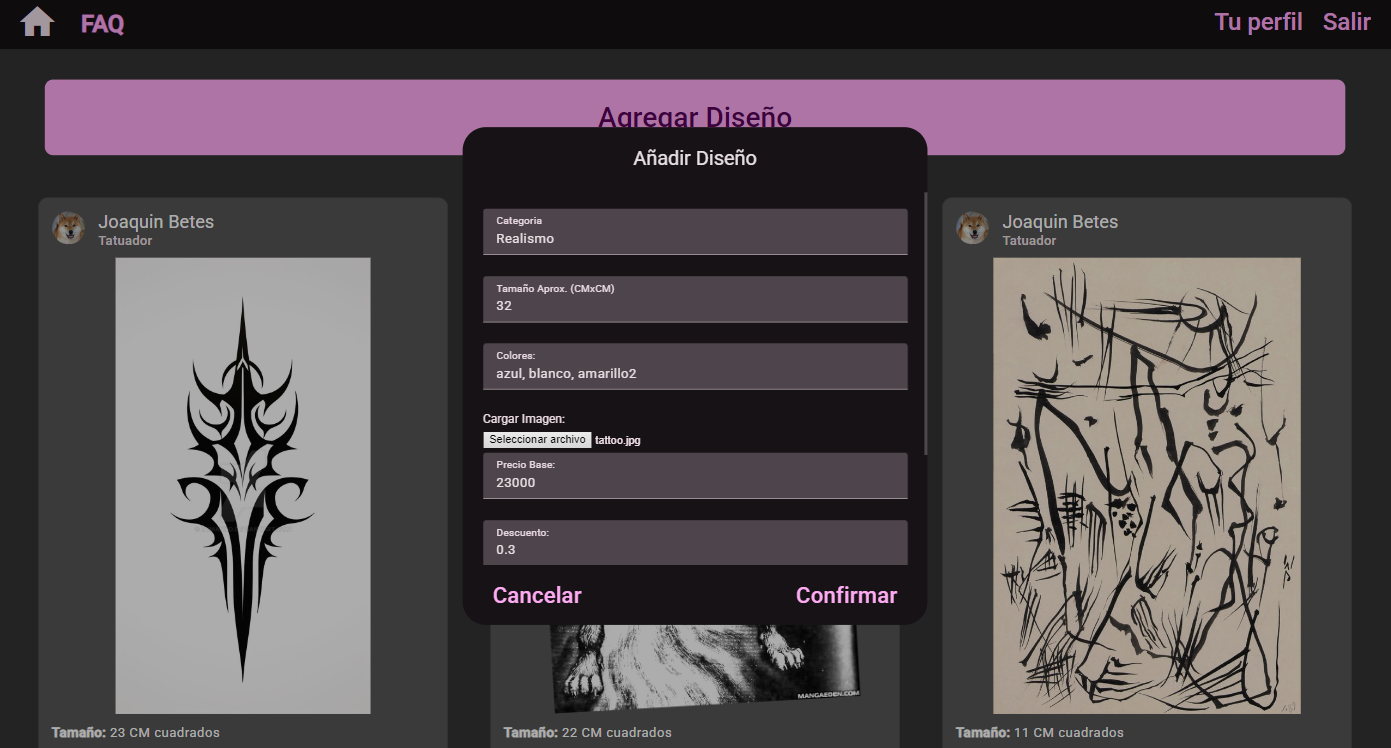 FAQ
Tu perfil
Salir
Agregar Diseño
Añadir Diseño
Joaquin Betes
Tatuador
Joaquin Betes
Tatuador
Categoria
Realismo
Tamaño Aprox. (CMxCM)
32
Colores:
azul, blanco, amarillo2
Cargar Imagen:
Seleccionar archivo tattoo.jpg
Precio Base:
23000
Descuento:
0.3
Cancelar
Confirmar
MANGAEDEN.COM
Tamaño: 23 CM cuadrados
Tamaño: 22 CM cuadrados
Tamaño: 11 CM cuadrados